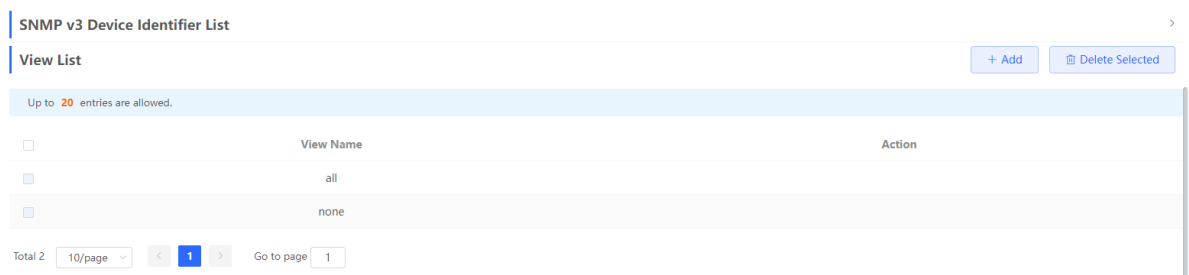 SNMP v3 Device Identifier List
View List
+ Add
Delete Selected
Up to 20 entries are allowed.
View Name Action
all
none
Total 2 10/page 1 Go to page 1